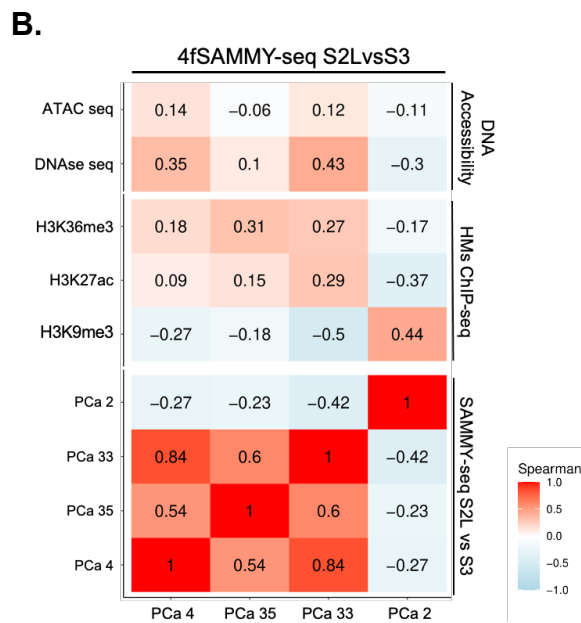 B.
4fSAMMY-seq S2LvsS3
ATAC seq 0.14 −0.06 0.12 −0.11
DNAse seq 0.35 0.1 0.43 −0.3
DNA
Accessibility
H3K36me3 0.18 0.31 0.27 −0.17
H3K27ac 0.09 0.15 0.29 −0.37
H3K9me3 −0.27 −0.18 −0.5 0.44
HMs ChIP-seq
PCa 2 −0.27 −0.23 −0.42 1
PCa 33 0.84 0.6 1 −0.42
PCa 35 0.54 1 0.6 −0.23
PCa 4 1 0.54 0.84 −0.27
SAMMY-seq S2L vs S3
PCa 4 PCa 35 PCa 33 PCa 2
Spearman
1.0
0.5
0.0
−0.5
−1.0